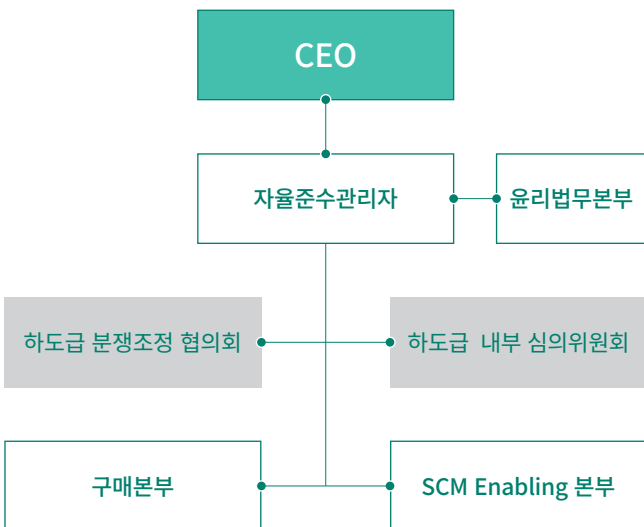 CEO
자율준수관리자
윤리법무본부
하도급 분쟁조정 협의회
하도급 내부 심의위원회
구매본부
SCM Enabling 본부